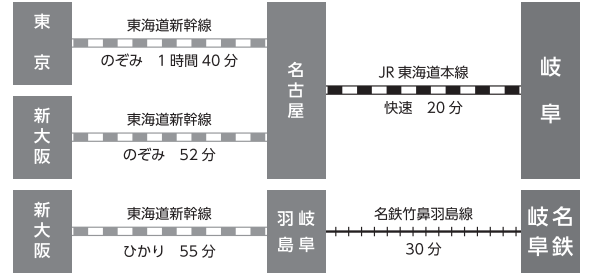 東京
東海道新幹線
のぞみ 1時間40分
新大阪
東海道新幹線
のぞみ 52分
名古屋
JR東海道本線
快速 20分
岐阜
新大阪
東海道新幹線
ひかり 55分
岐阜
羽島
名鉄竹鼻羽島線
30分
名鉄
岐阜